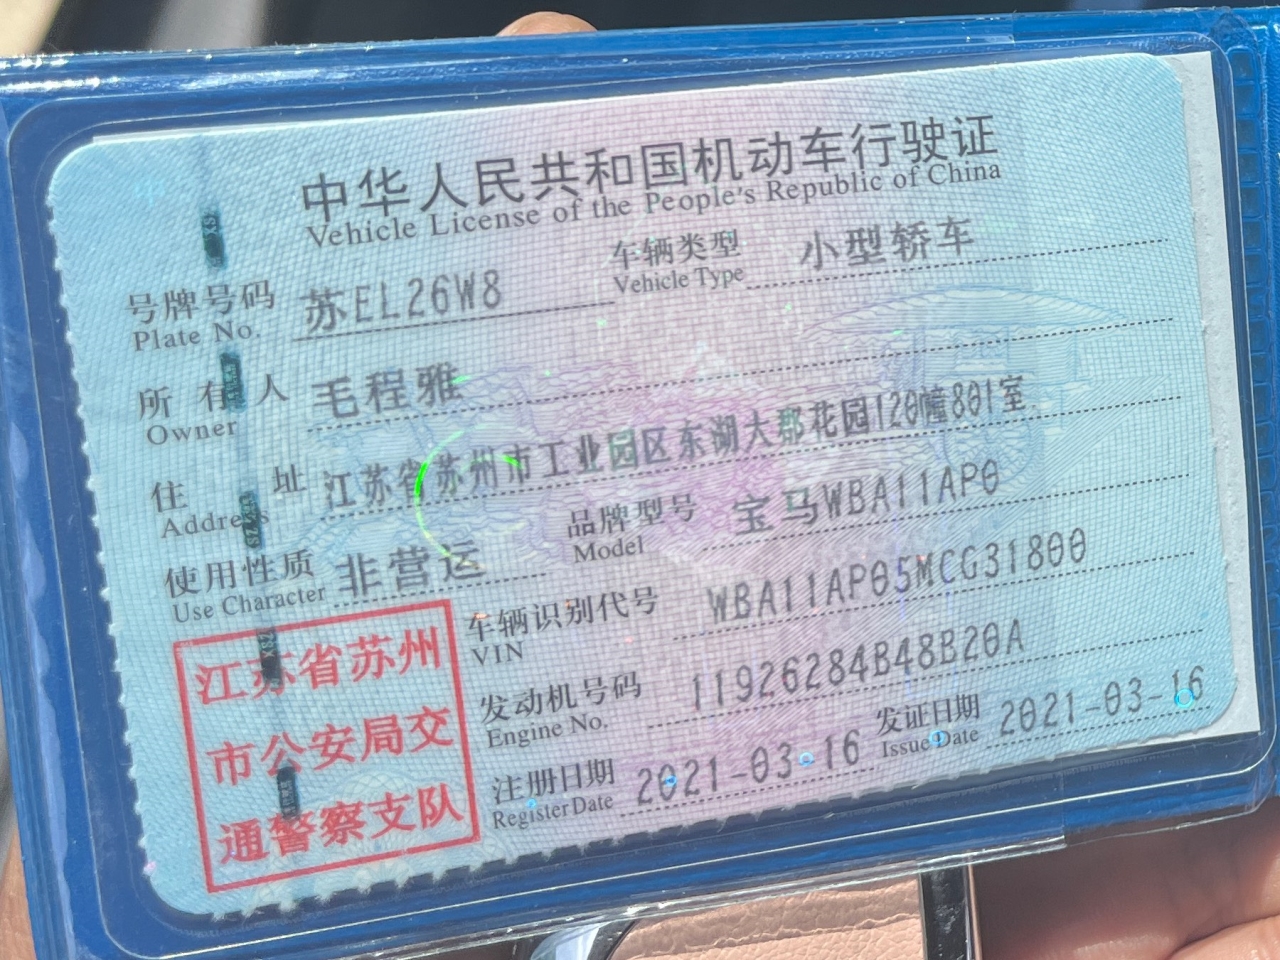 中华人民共和国机动车行驶证
Vehicle License of the People's Republic of China
号牌号码 苏EL26W8 车辆类型 小型轿车
Plate No. Vehicle Type
所有人 毛程雅
Owner
住址 江苏省苏州市工业园区东湖大郡花园120幢801室
Address
使用性质 非营运 品牌型号 宝马WBA11AP0
Use Character Model
车辆识别代号 WBA11AP05MCG31800
VIN
发动机号码 11926284B48B20A
Engine No.
注册日期 2021-03-16 发证日期 2021-03-16
Register Date Issue Date
江苏省苏州
市公安局交
通警察支队